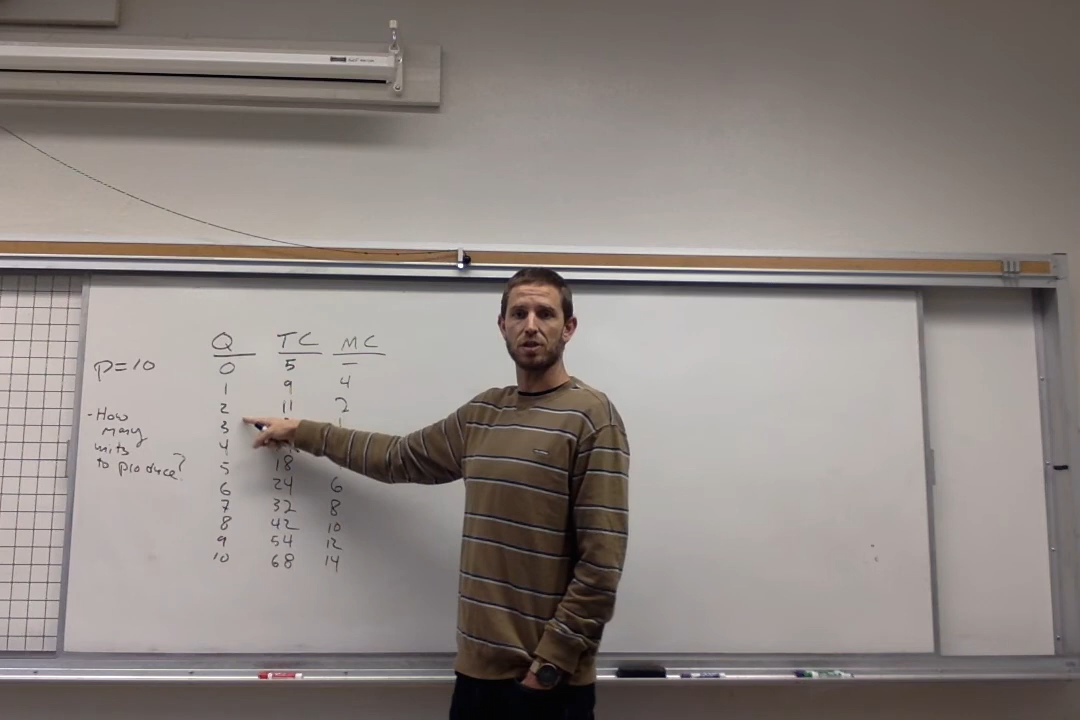 Q TC MC
P=10
0 5 –
1 9 4
2 11 2
3
4
5 18
6 24 6
7 32 8
8 42 10
9 54 12
10 68 14
-How
many
units
to produce?